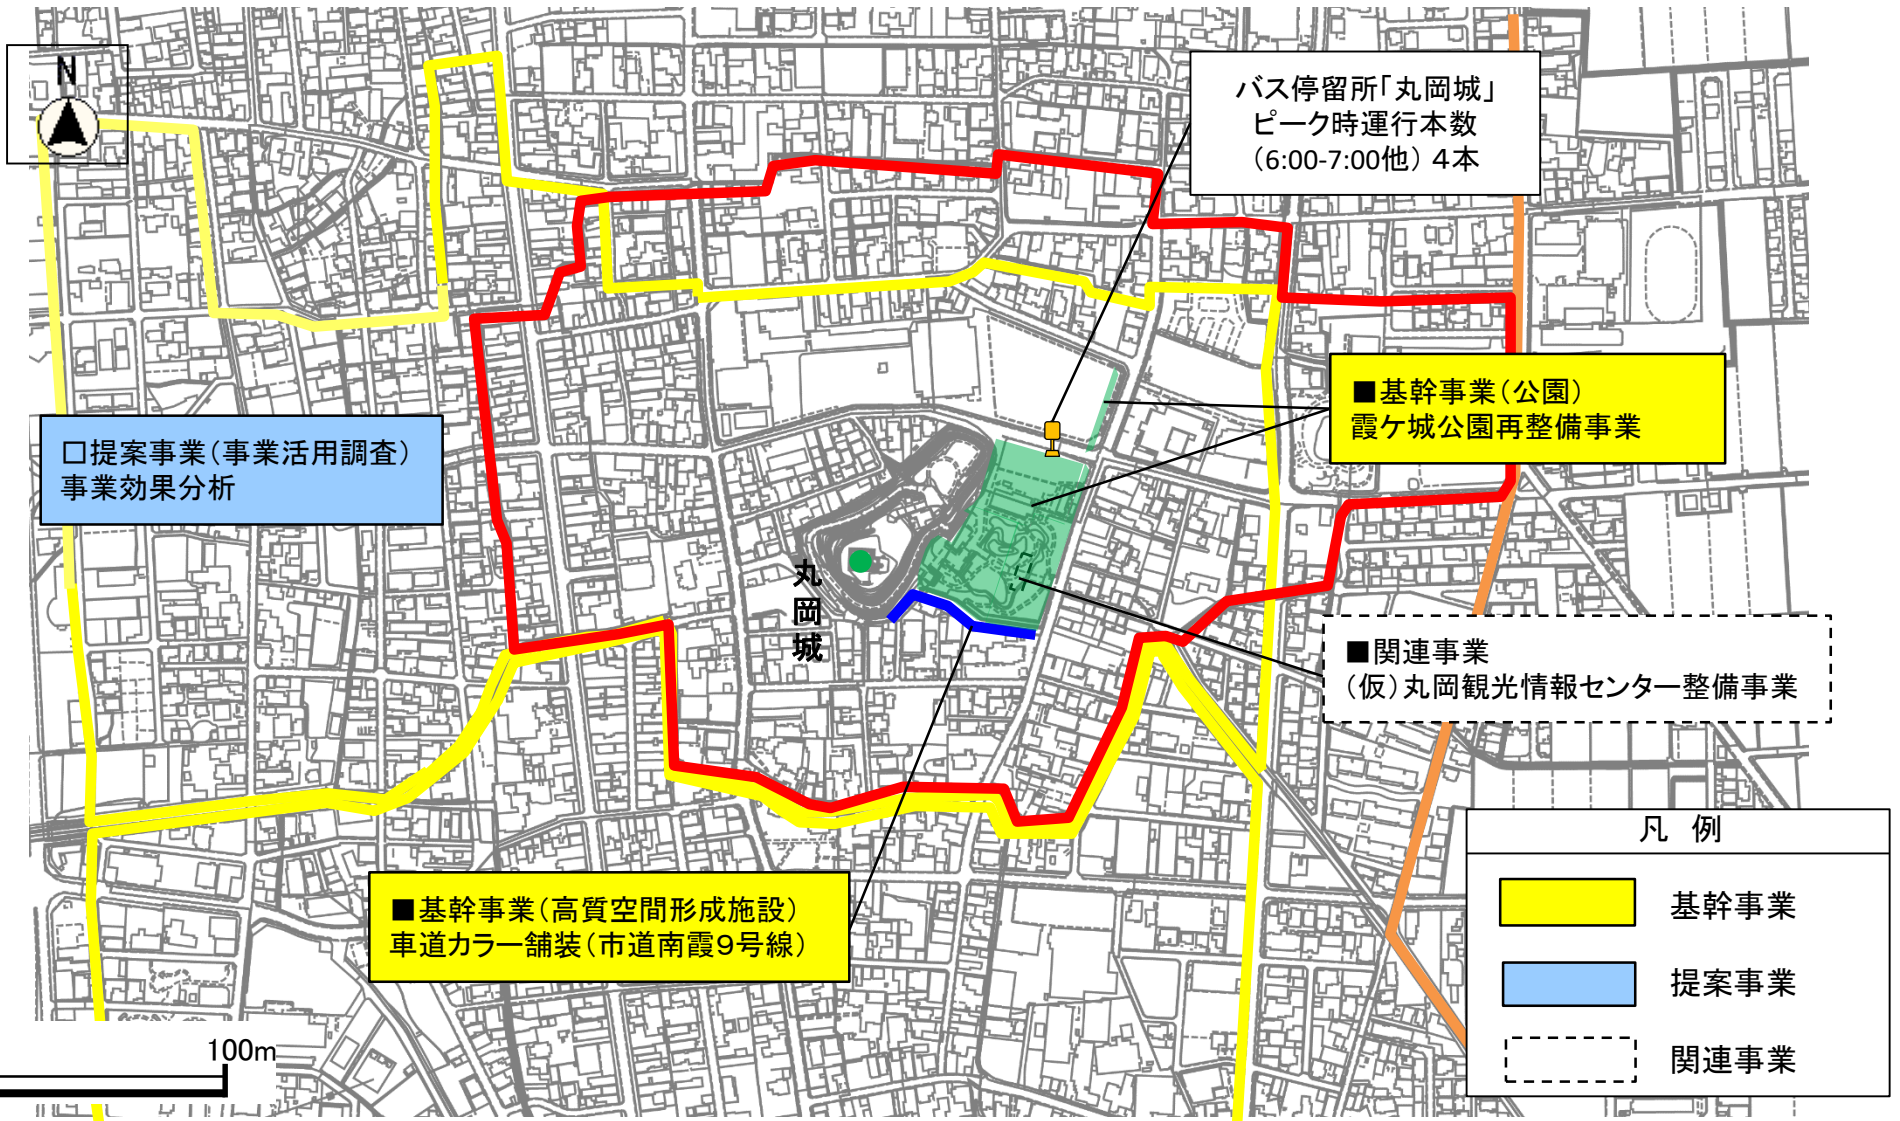 N
バス停留所「丸岡城」
ピーク時運行本数
（6:00-7:00他）４本
■基幹事業（公園）
霞ケ城公園再整備事業
□提案事業（事業活用調査）
事業効果分析
丸岡城
■関連事業
（仮）丸岡観光情報センター整備事業
■基幹事業（高質空間形成施設）
車道カラー舗装（市道南霞９号線）
凡 例
基幹事業
提案事業
関連事業
100m